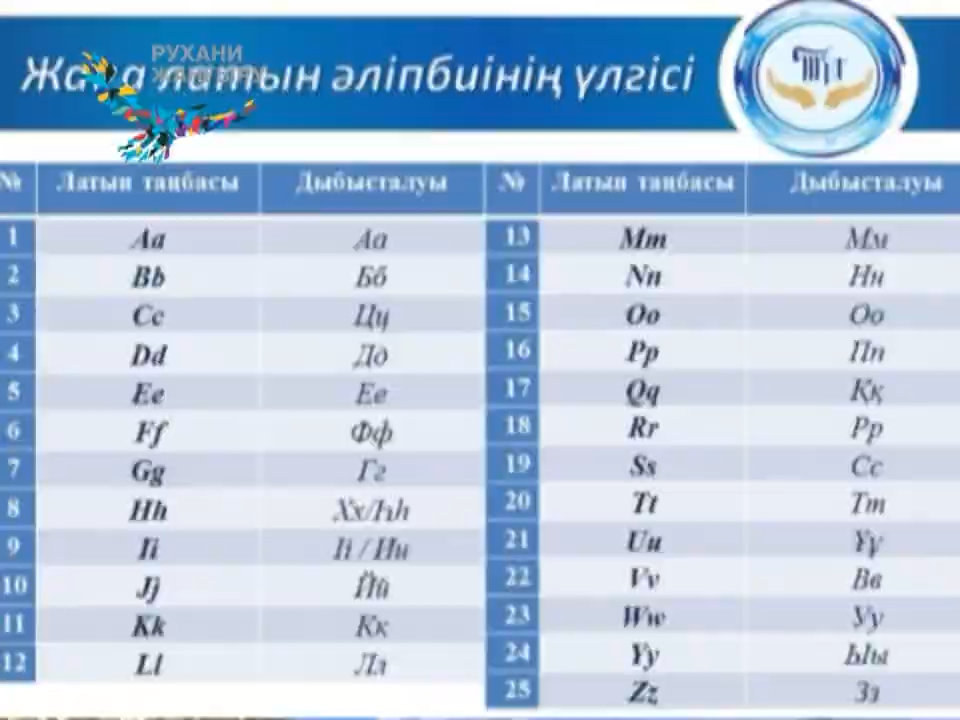 РУХАНИ
ЖАҢҒЫРУ
Жаңа латын әліпбиінің үлгісі
№ Латын таңбасы Дыбысталуы № Латын таңбасы Дыбысталуы
1 Aa Аа 13 Mm Мм
2 Bb Бб 14 Nn Нн
3 Cc Цц 15 Oo Оо
4 Dd Дд 16 Pp Пп
5 Ee Ее 17 Qq Ққ
6 Ff Фф 18 Rr Рр
7 Gg Гг 19 Ss Сс
8 Hh Хх/Һһ 20 Tt Тт
9 Ii Іі / Ии 21 Uu Ұұ
10 Jj Йй 22 Vv Вв
11 Kk Кк 23 Ww Уу
12 Ll Лл 24 Yy Ыы
25 Zz Зз